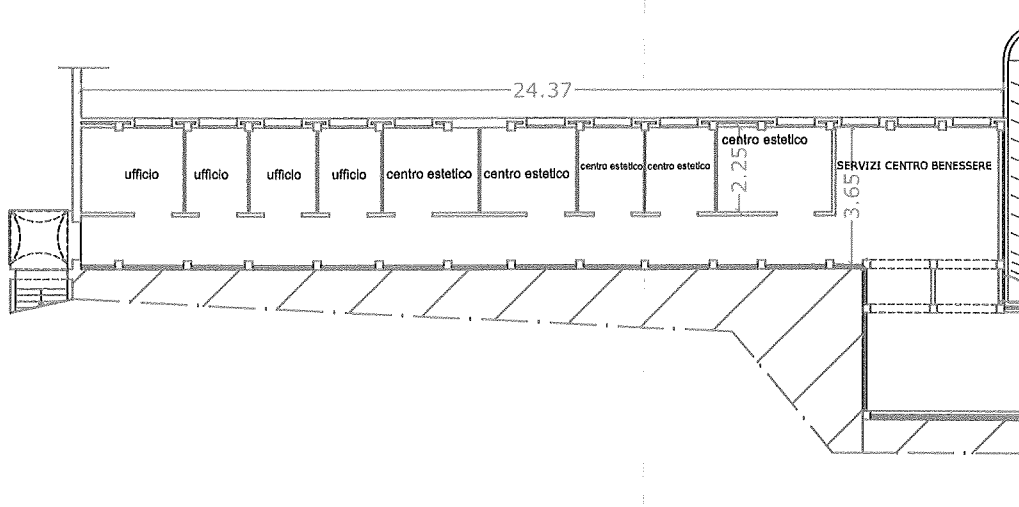 24.37
ufficio
ufficio
ufficio
ufficio
centro estetico
centro estetico
centro estetico
centro estetico
centro estetico
2.25
3.65
SERVIZI CENTRO BENESSERE